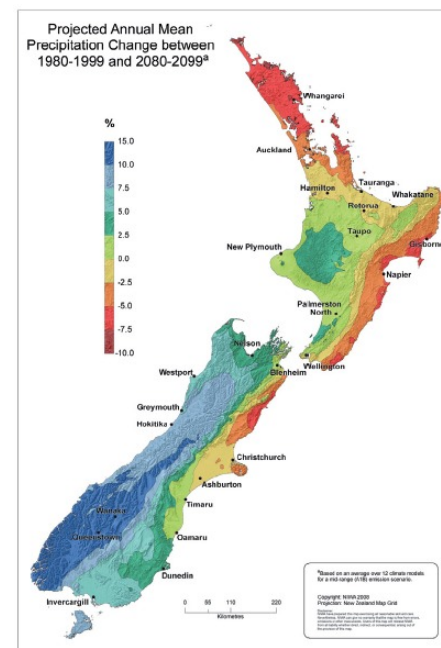 Projected Annual Mean
Precipitation Change between
1980-1999 and 2080-2099ª
%
15.0
10.0
7.5
5.0
2.5
0.0
-2.5
-5.0
-7.5
-10.0
Whangarei
Auckland
Hamilton
Tauranga
Whakatane
Rotorua
Gisborne
Taupo
New Plymouth
Napier
Palmerston
North
Nelson
Wellington
Blenheim
Westport
Greymouth
Hokitika
Christchurch
Ashburton
Timaru
Wanaka
Queenstown
Oamaru
Dunedin
Invercargill
0 55 110 220
Kilometres
ªBased on an average over 12 climate models
for a mid-range (A1B) emission scenario.
Copyright: NIWA 2008
Projection: New Zealand Map Grid